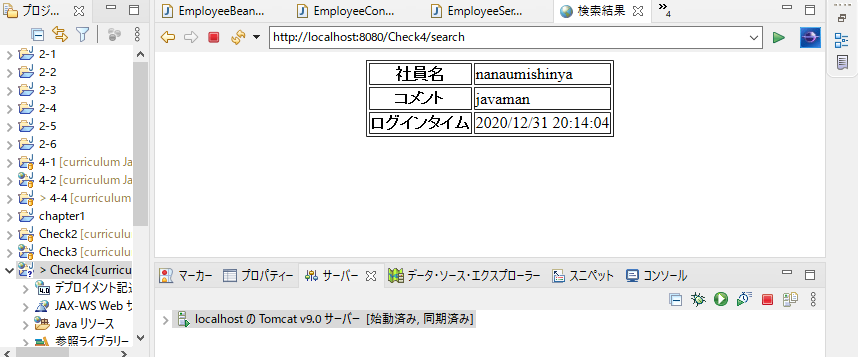 プロジ...
EmployeeBean...
EmployeeCon...
EmployeeSer...
検索結果
4
http://localhost:8080/Check4/search
2-1
2-2
2-3
2-4
2-5
2-6
4-1 [curriculum Ja
4-2 [curriculum
> 4-4 [curriculum
chapter1
Check2 [curriculum
Check3 [curriculum
> Check4 [curricu
デプロイメント記述
JAX-WS Web サ
Java リソース
参照ライブラリー
社員名 nanaumishinya
コメント javaman
ログインタイム 2020/12/31 20:14:04
マーカー
プロパティー
サーバー
データ・ソース・エクスプローラー
スニペット
コンソール
localhost の Tomcat v9.0 サーバー [始動済み, 同期済み]